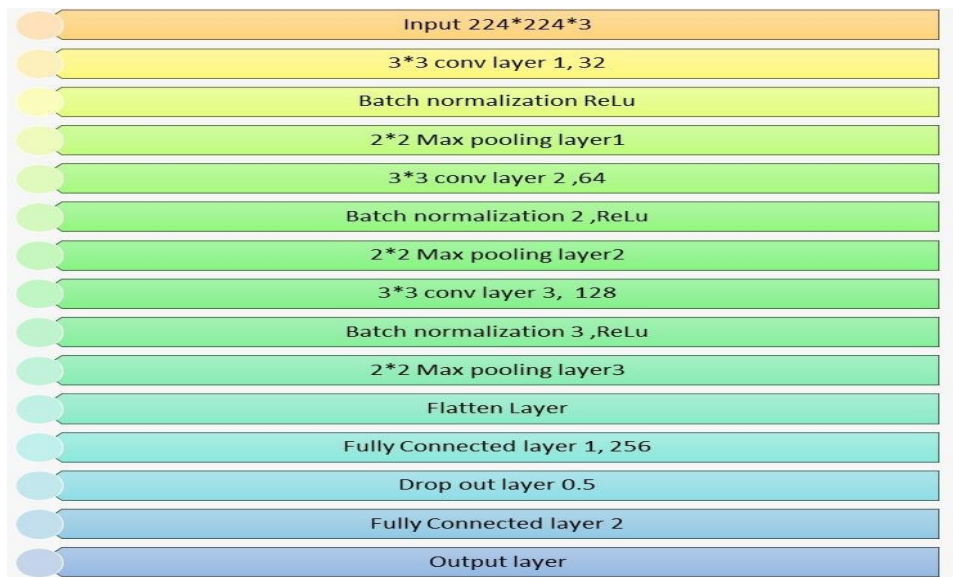 Input 224*224*3
3*3 conv layer 1, 32
Batch normalization ReLu
2*2 Max pooling layer1
3*3 conv layer 2 ,64
Batch normalization 2 ,ReLu
2*2 Max pooling layer2
3*3 conv layer 3, 128
Batch normalization 3 ,ReLu
2*2 Max pooling layer3
Flatten Layer
Fully Connected layer 1, 256
Drop out layer 0.5
Fully Connected layer 2
Output layer